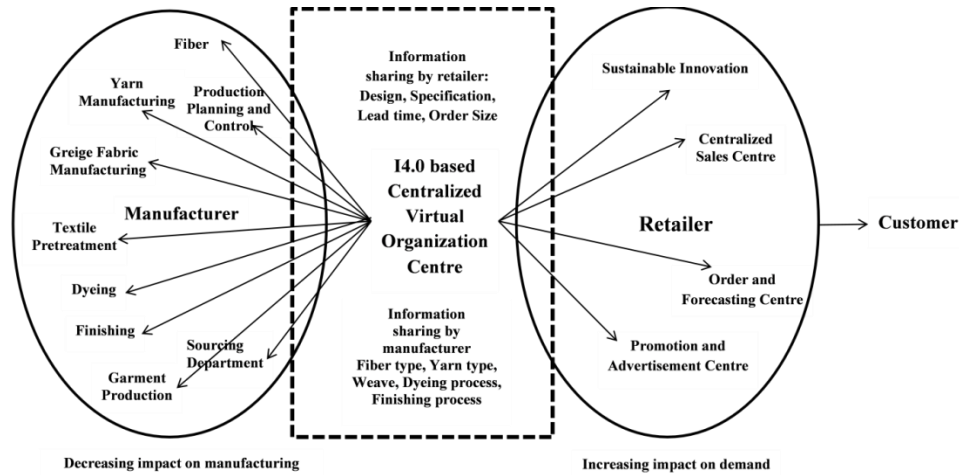 Fiber
Yarn
Manufacturing
Production
Planning and
Control
Greige Fabric
Manufacturing
Manufacturer
Textile
Pretreatment
Dyeing
Finishing
Sourcing
Department
Garment
Production
Information
sharing by retailer:
Design, Specification,
Lead time, Order Size
I4.0 based
Centralized
Virtual
Organization
Centre
Information
sharing by
manufacturer
Fiber type, Yarn type,
Weave, Dyeing process,
Finishing process
Sustainable Innovation
Centralized
Sales Centre
Retailer
Order and
Forecasting Centre
Promotion and
Advertisement Centre
Customer
Decreasing impact on manufacturing
Increasing impact on demand